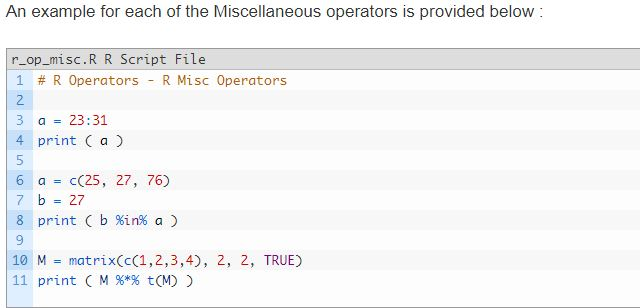 An example for each of the Miscellaneous operators is provided below :
r_op_misc.R R Script File
1 # R Operators - R Misc Operators
2
3 a = 23:31
4 print ( a )
5
6 a = c(25, 27, 76)
7 b = 27
8 print ( b %in% a )
9
10 M = matrix(c(1,2,3,4), 2, 2, TRUE)
11 print ( M %*% t(M) )